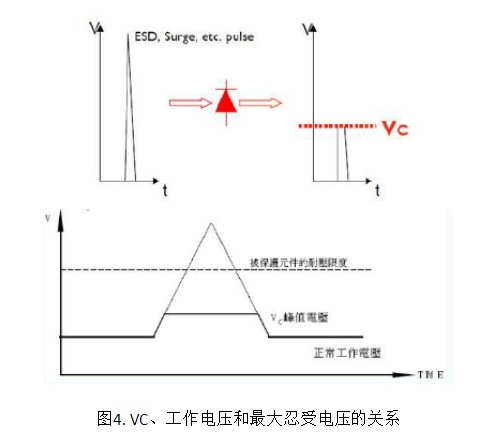 V
ESD, Surge, etc. pulse
t
V
Vc
t
V
被保護元件的耐壓限度
VC峰值電壓
正常工作電壓
TIME
图4. VC、工作电压和最大忍受电压的关系